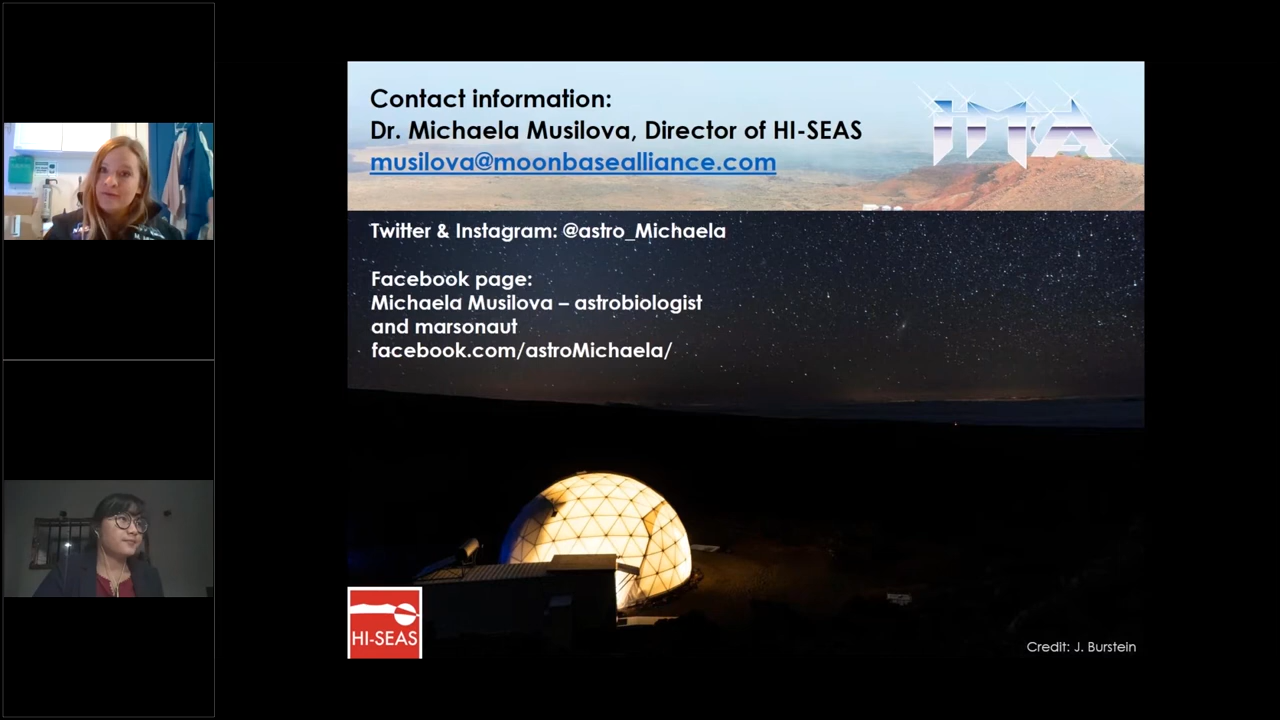 Contact information:
Dr. Michaela Musilova, Director of HI-SEAS
musilova@moonbasealliance.com
IMA
Twitter & Instagram: @astro_Michaela
Facebook page:
Michaela Musilova – astrobiologist
and marsonaut
facebook.com/astroMichaela/
HI-SEAS
Credit: J. Burstein